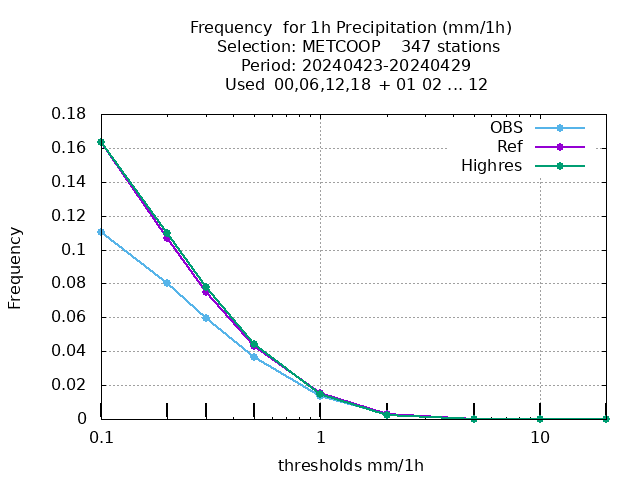 Frequency  for 1h Precipitation (mm/1h)
Selection: METCOOP    347 stations
Period: 20240423-20240429
Used  00,06,12,18 + 01 02 ... 12
OBS
Ref
Highres
0.18
0.16
0.14
0.12
0.1
0.08
0.06
0.04
0.02
0
Frequency
0.1
1
10
thresholds mm/1h